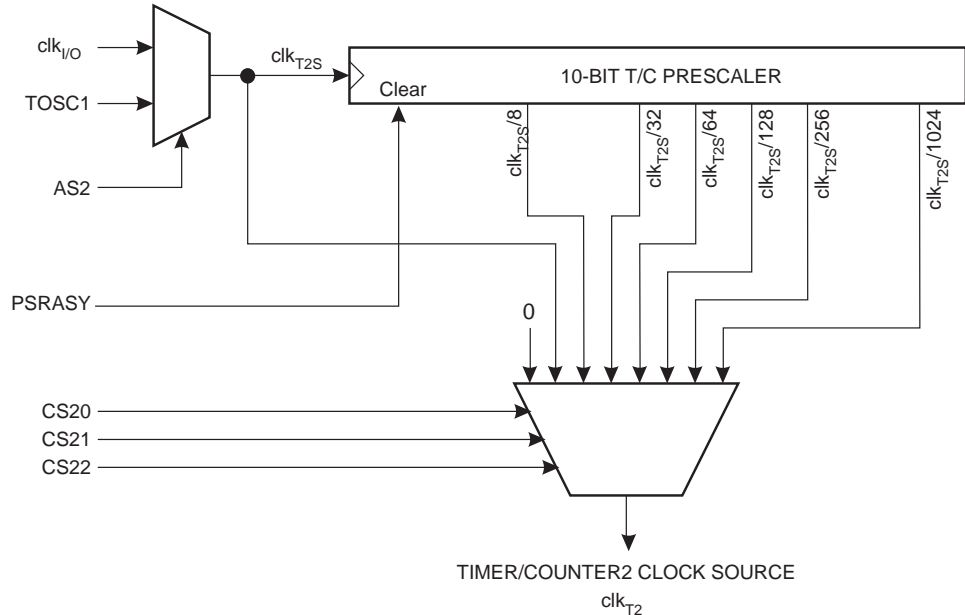 clkI/O
clkT2S
10-BIT T/C PRESCALER
TOSC1
Clear
clkT2S/8
clkT2S/32
clkT2S/64
clkT2S/128
clkT2S/256
clkT2S/1024
AS2
PSRASY
0
CS20
CS21
CS22
TIMER/COUNTER2 CLOCK SOURCE
clkT2